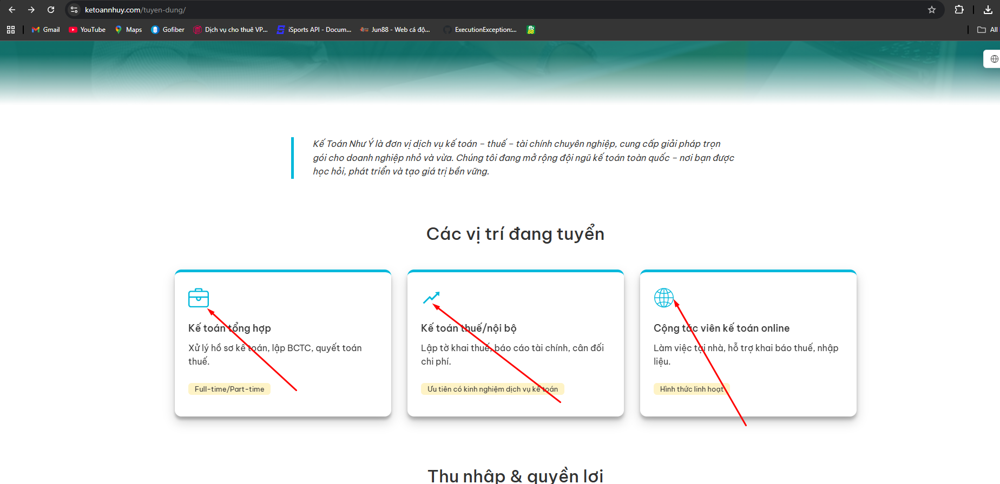 ketoannhuy.com/tuyen-dung/
Gmail
YouTube
Maps
Gofiber
Dịch vụ cho thuê VP...
iSports API - Docum...
Jun88 - Web cá độ...
ExecutionException:...
fb
88
All
Kế Toán Như Ý là đơn vị dịch vụ kế toán – thuế – tài chính chuyên nghiệp, cung cấp giải pháp trọn
gói cho doanh nghiệp nhỏ và vừa. Chúng tôi đang mở rộng đội ngũ kế toán toàn quốc – nơi bạn được
học hỏi, phát triển và tạo giá trị bền vững.
Các vị trí đang tuyển
Kế toán tổng hợp
Xử lý hồ sơ kế toán, lập BCTC, quyết toán
thuế.
Full-time/Part-time
Kế toán thuế/nội bộ
Lập tờ khai thuế, báo cáo tài chính, cân đối
chi phí.
Ưu tiên có kinh nghiệm dịch vụ kế toán
Cộng tác viên kế toán online
Làm việc tại nhà, hỗ trợ khai báo thuế, nhập
liệu.
Hình thức linh hoạt
Thu nhập & quyền lợi